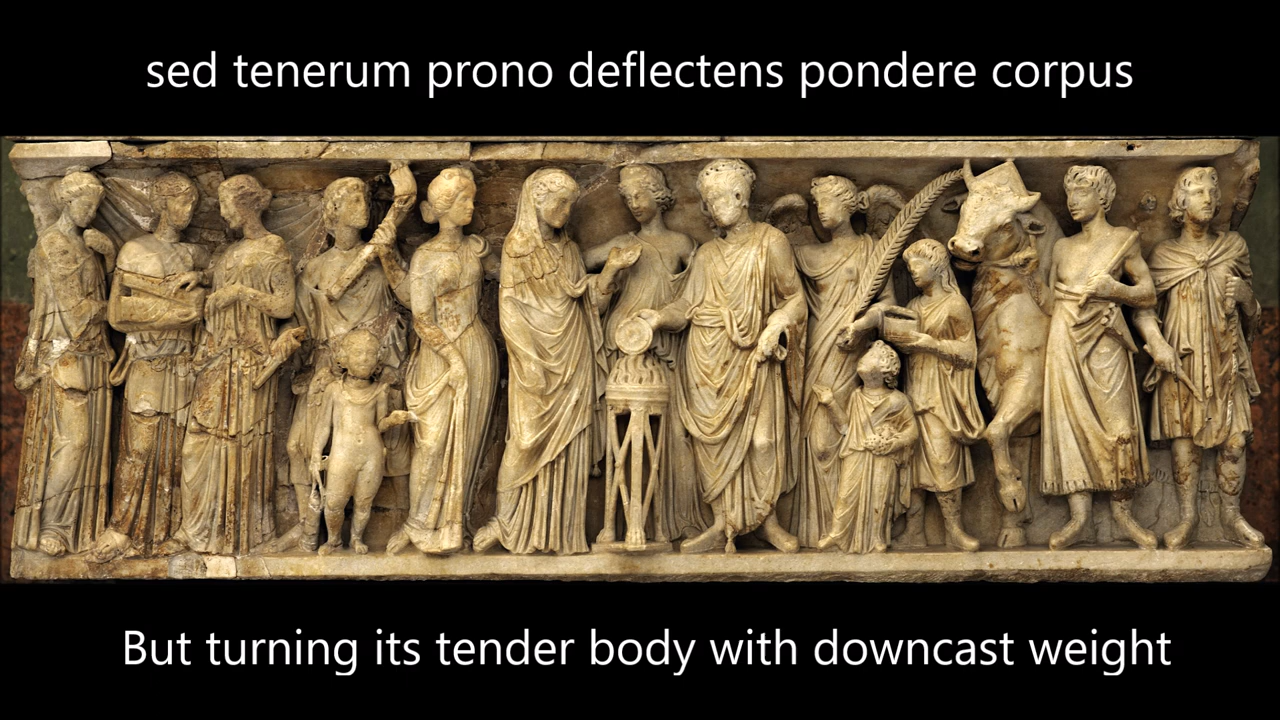 sed tenerum prono deflectens pondere corpus
But turning its tender body with downcast weight